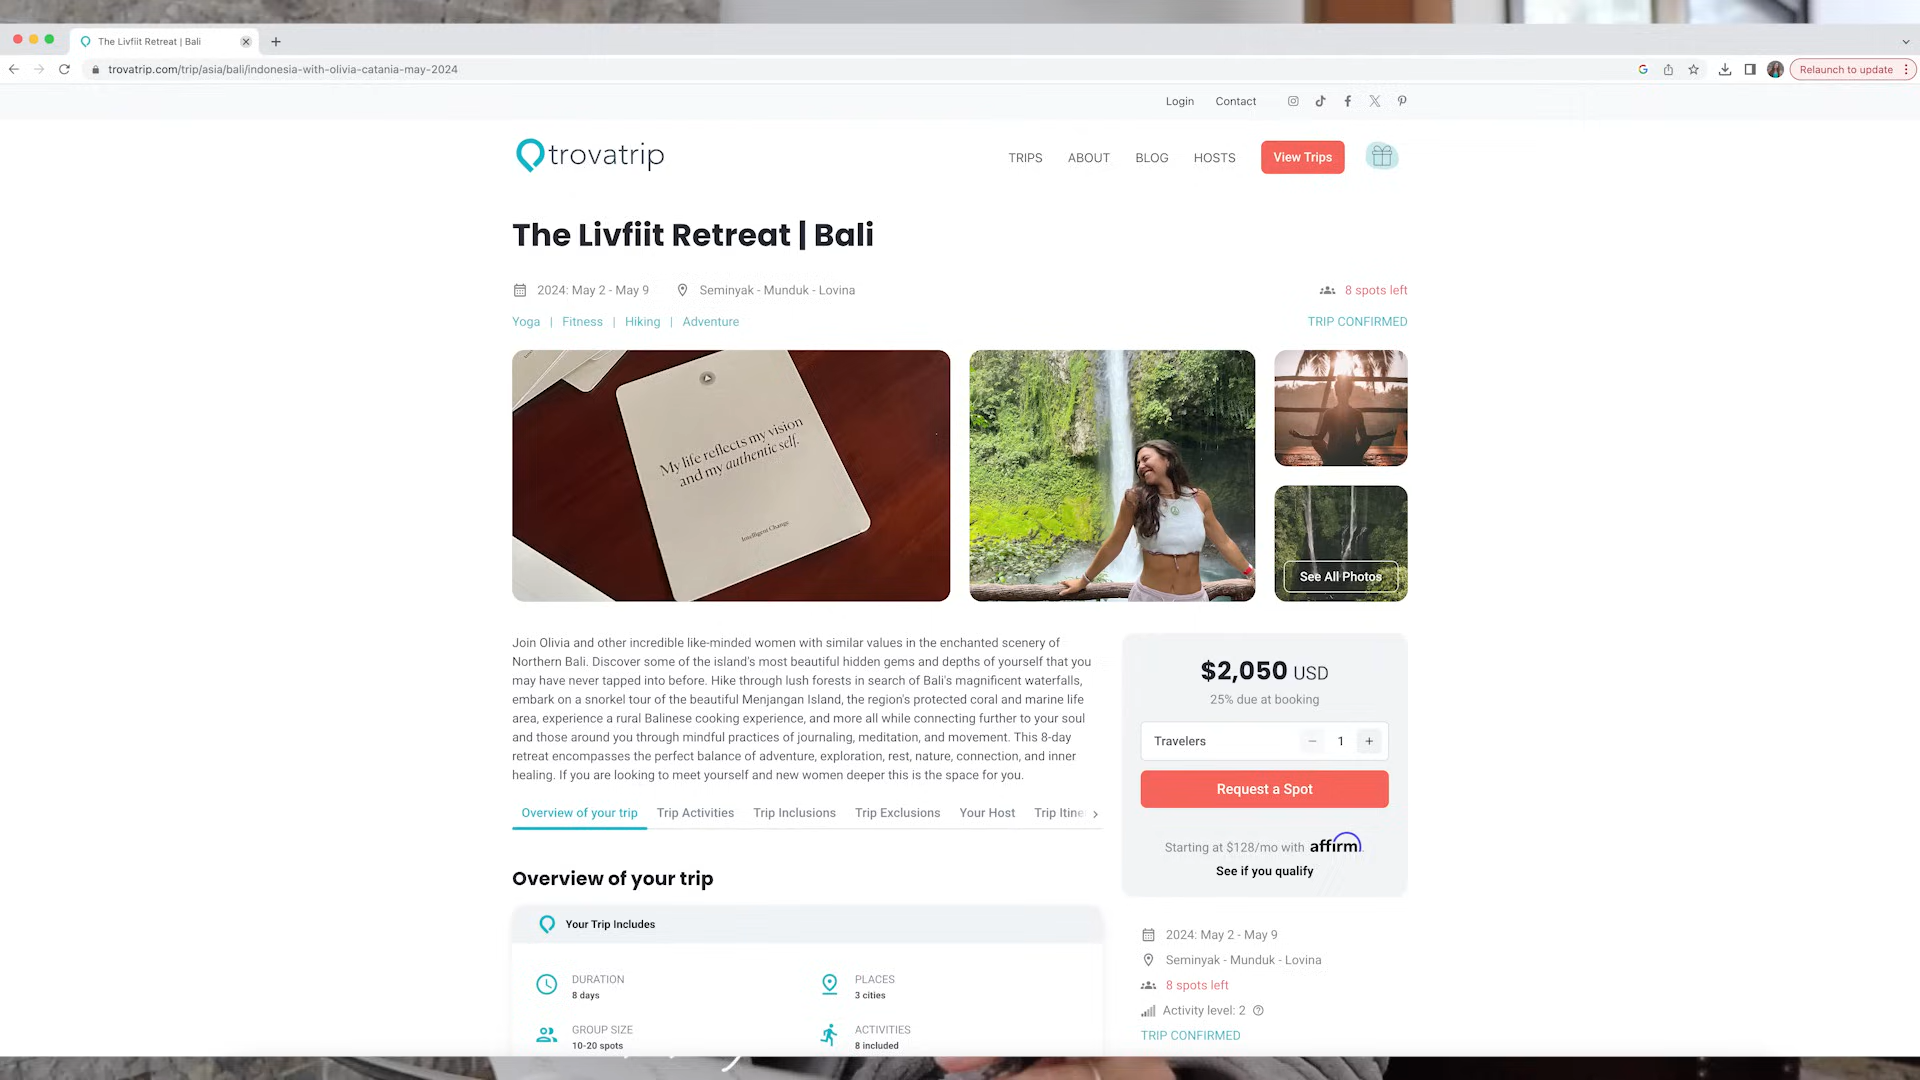 The Livfiit Retreat | Bali
trovatrip.com/trip/asia/bali/indonesia-with-olivia-catania-may-2024
Relaunch to update
Login Contact
trovatrip
TRIPS ABOUT BLOG HOSTS View Trips
The Livfiit Retreat | Bali
2024: May 2 - May 9 Seminyak - Munduk - Lovina
8 spots left
Yoga | Fitness | Hiking | Adventure
TRIP CONFIRMED
My life reflects my vision
and my authentic self.
Intelligent Change
See All Photos
Join Olivia and other incredible like-minded women with similar values in the enchanted scenery of
Northern Bali. Discover some of the island's most beautiful hidden gems and depths of yourself that you
may have never tapped into before. Hike through lush forests in search of Bali's magnificent waterfalls,
embark on a snorkel tour of the beautiful Menjangan Island, the region's protected coral and marine life
area, experience a rural Balinese cooking experience, and more all while connecting further to your soul
and those around you through mindful practices of journaling, meditation, and movement. This 8-day
retreat encompasses the perfect balance of adventure, exploration, rest, nature, connection, and inner
healing. If you are looking to meet yourself and new women deeper this is the space for you.
$2,050 USD
25% due at booking
Travelers − 1 +
Request a Spot
Starting at $128/mo with affirm.
See if you qualify
Overview of your trip Trip Activities Trip Inclusions Trip Exclusions Your Host Trip Itine
Overview of your trip
Your Trip Includes
DURATION
8 days
PLACES
3 cities
GROUP SIZE
10-20 spots
ACTIVITIES
8 included
2024: May 2 - May 9
Seminyak - Munduk - Lovina
8 spots left
Activity level: 2
TRIP CONFIRMED